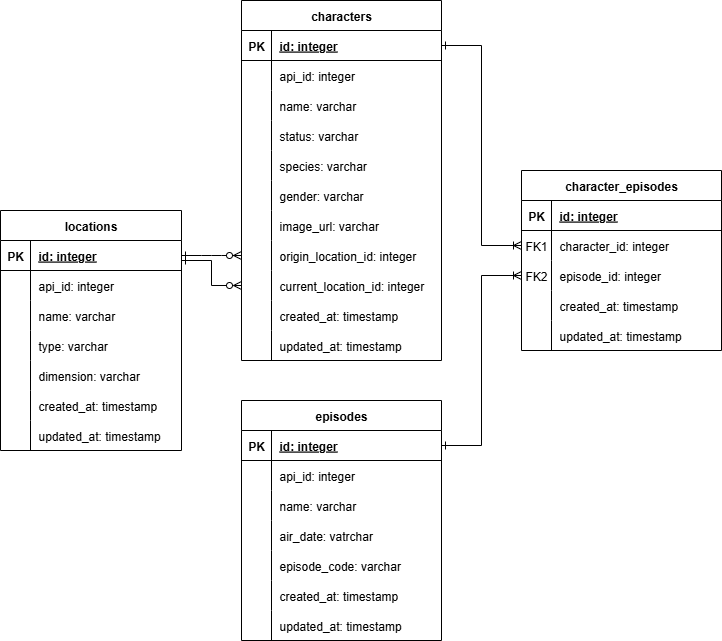 characters
PK id: integer
api_id: integer
name: varchar
status: varchar
species: varchar
gender: varchar
image_url: varchar
origin_location_id: integer
current_location_id: integer
created_at: timestamp
updated_at: timestamp
locations
PK id: integer
api_id: integer
name: varchar
type: varchar
dimension: varchar
created_at: timestamp
updated_at: timestamp
character_episodes
PK id: integer
FK1 character_id: integer
FK2 episode_id: integer
created_at: timestamp
updated_at: timestamp
episodes
PK id: integer
api_id: integer
name: varchar
air_date: vatrchar
episode_code: varchar
created_at: timestamp
updated_at: timestamp